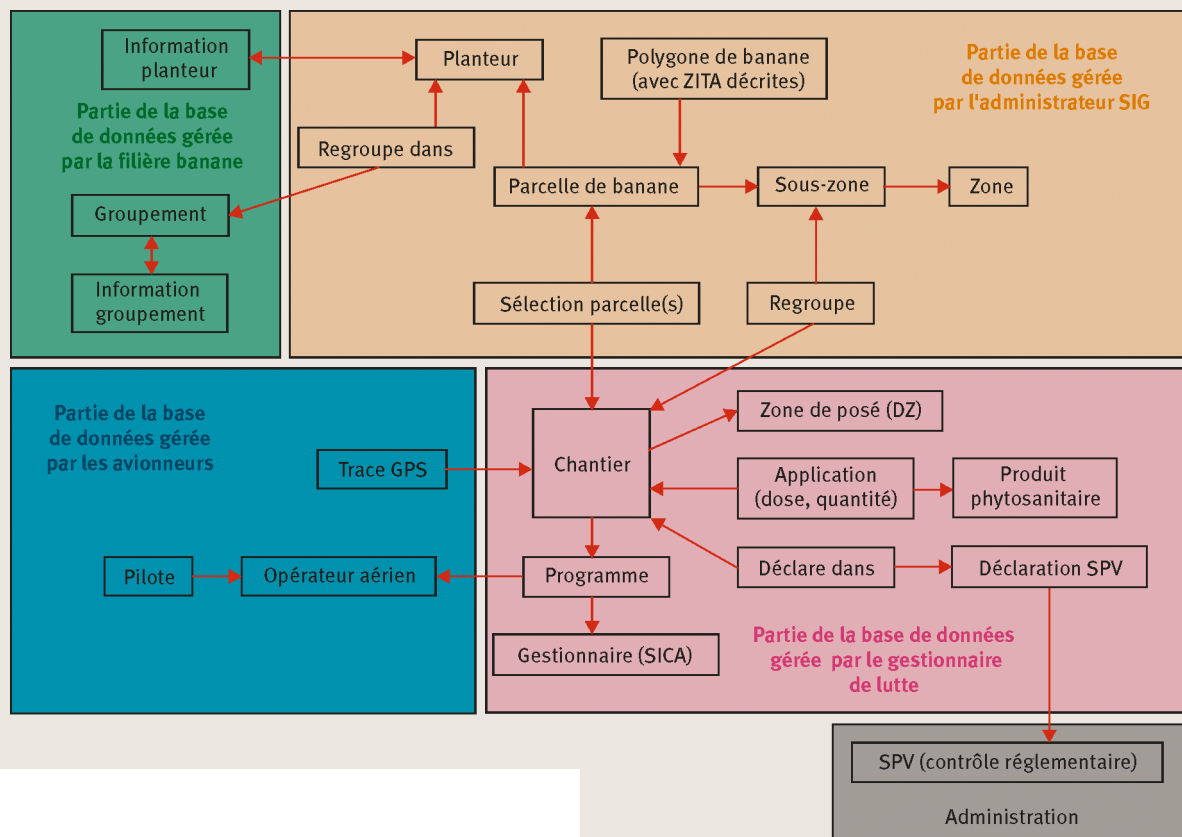 Information
planteur
Partie de la base
de données gérée
par la filière banane
Groupement
Information
groupement
Planteur
Polygone de banane
(avec ZITA décrites)
Partie de la base
de données gérée
par l'administrateur SIG
Regroupe dans
Parcelle de banane
Sous-zone
Zone
Sélection parcelle(s)
Regroupe
Partie de la base
de données gérée
par les avionneurs
Trace GPS
Pilote
Opérateur aérien
Chantier
Zone de posé (DZ)
Application
(dose, quantité)
Produit
phytosanitaire
Programme
Déclare dans
Déclaration SPV
Gestionnaire (SICA)
Partie de la base de données
gérée par le gestionnaire
de lutte
SPV (contrôle réglementaire)
Administration